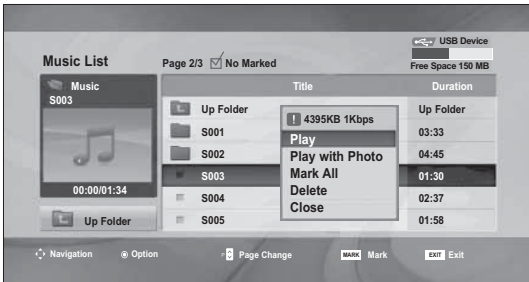 USB Device
Music List
Page 2/3 No Marked
Free Space 150 MB
Music
S003
00:00/01:34
Up Folder
Title Duration
Up Folder Up Folder
S001 03:33
S002 04:45
S003 01:30
S004 02:37
S005 01:58
! 4395KB 1Kbps
Play
Play with Photo
Mark All
Delete
Close
Navigation Option Page Change MARK Mark EXIT Exit